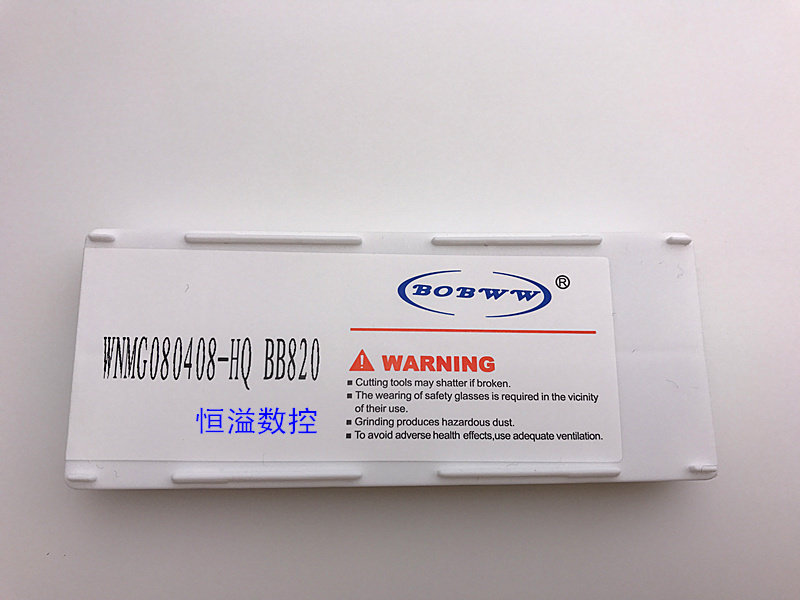 BOBWW®
WNMG080408-HQ BB820
恒溢数控
WARNING
■ Cutting tools may shatter if broken.
■ The wearing of safety glasses is required in the vicinity
of their use.
■ Grinding produces hazardous dust.
■ To avoid adverse health effects,use adequate ventilation.